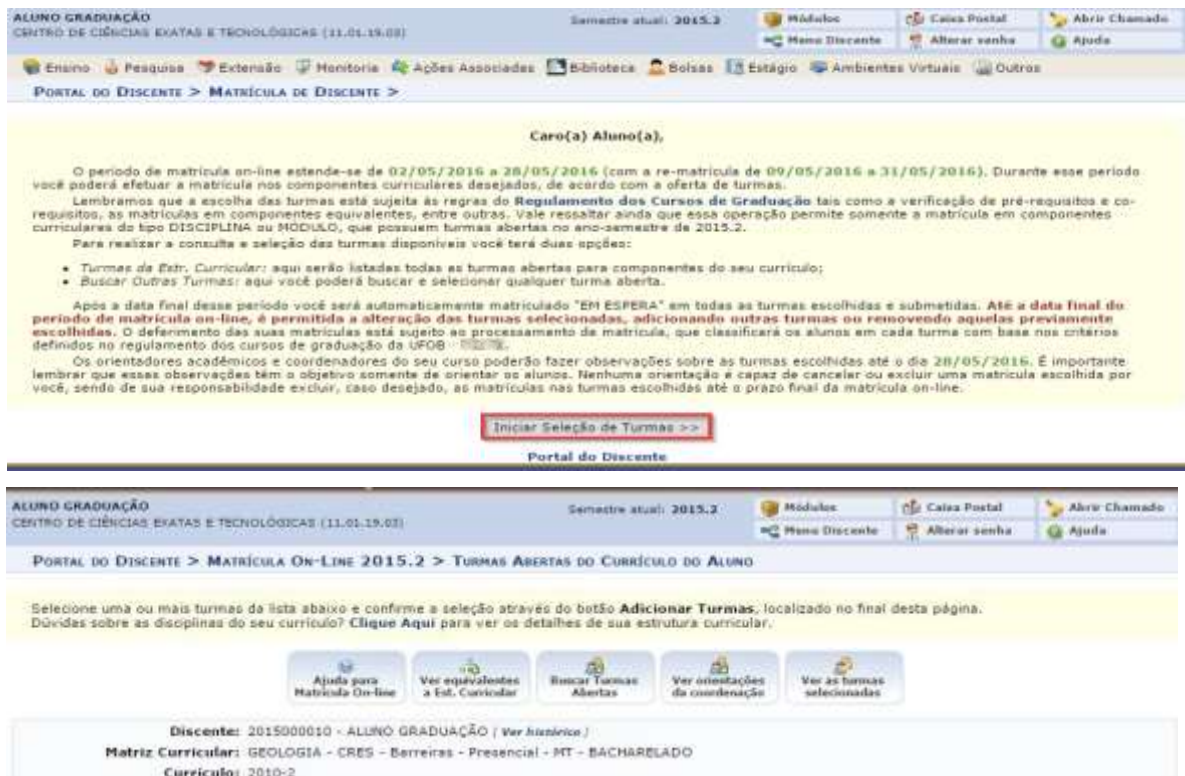 ALUNO GRADUAÇÃO
CENTRO DE CIÊNCIAS EXATAS E TECNOLÓGICAS (11.01.19.03)
Semestre atual: 2015.2
Módulos
Caixa Postal
Abrir Chamado
Menu Discente
Alterar senha
Ajuda
Ensino Pesquisa Extensão Monitoria Ações Associadas Biblioteca Bolsas Estágio Ambientes Virtuais Outros
PORTAL DO DISCENTE > MATRÍCULA DE DISCENTE >
Caro(a) Aluno(a),
O período de matrícula on-line estende-se de 02/05/2016 a 28/05/2016 (com a re-matrícula de 09/05/2016 a 31/05/2016). Durante esse período
você poderá efetuar a matrícula nos componentes curriculares desejados, de acordo com a oferta de turmas.
Lembramos que a escolha das turmas está sujeita às regras do Regulamento dos Cursos de Graduação tais como a verificação de pré-requisitos e co-
requisitos, as matrículas em componentes equivalentes, entre outras. Vale ressaltar ainda que essa operação permite somente a matrícula em componentes
curriculares do tipo DISCIPLINA ou MÓDULO, que possuem turmas abertas no ano-semestre de 2015.2.
Para realizar a consulta e seleção das turmas disponíveis você terá duas opções:
• Turmas da Estr. Curricular: aqui serão listadas todas as turmas abertas para componentes do seu currículo;
• Buscar Outras Turmas: aqui você poderá buscar e selecionar qualquer turma aberta.
Após a data final desse período você será automaticamente matriculado "EM ESPERA" em todas as turmas escolhidas e submetidas. Até a data final do
período de matrícula on-line, é permitida a alteração das turmas selecionadas, adicionando outras turmas ou removendo aquelas previamente
escolhidas. O deferimento das suas matrículas está sujeito ao processamento de matrícula, que classificará os alunos em cada turma com base nos critérios
definidos no regulamento dos cursos de graduação da UFOB -
Os orientadores acadêmicos e coordenadores do seu curso poderão fazer observações sobre as turmas escolhidas até o dia 28/05/2016. É importante
lembrar que essas observações têm o objetivo somente de orientar os alunos. Nenhuma orientação é capaz de cancelar ou excluir uma matrícula escolhida por
você, sendo de sua responsabilidade excluir, caso desejado, as matrículas nas turmas escolhidas até o prazo final da matrícula on-line.
Iniciar Seleção de Turmas >>
Portal do Discente
ALUNO GRADUAÇÃO
CENTRO DE CIÊNCIAS EXATAS E TECNOLÓGICAS (11.01.19.03)
Semestre atual: 2015.2
Módulos
Caixa Postal
Abrir Chamado
Menu Discente
Alterar senha
Ajuda
PORTAL DO DISCENTE > MATRÍCULA ON-LINE 2015.2 > TURMAS ABERTAS DO CURRÍCULO DO ALUNO
Selecione uma ou mais turmas da lista abaixo e confirme a seleção através do botão Adicionar Turmas, localizado no final desta página.
Dúvidas sobre as disciplinas do seu currículo? Clique Aqui para ver os detalhes de sua estrutura curricular.
Ajuda para
Matrícula On-line
Ver equivalentes
a Est. Curricular
Buscar Turmas
Abertas
Ver orientações
da coordenação
Ver as turmas
selecionadas
Discente: 2015000010 - ALUNO GRADUAÇÃO ( Ver histórico )
Matriz Curricular: GEOLOGIA - CRES - Barreiras - Presencial - MT - BACHARELADO
Currículo: 2010-2